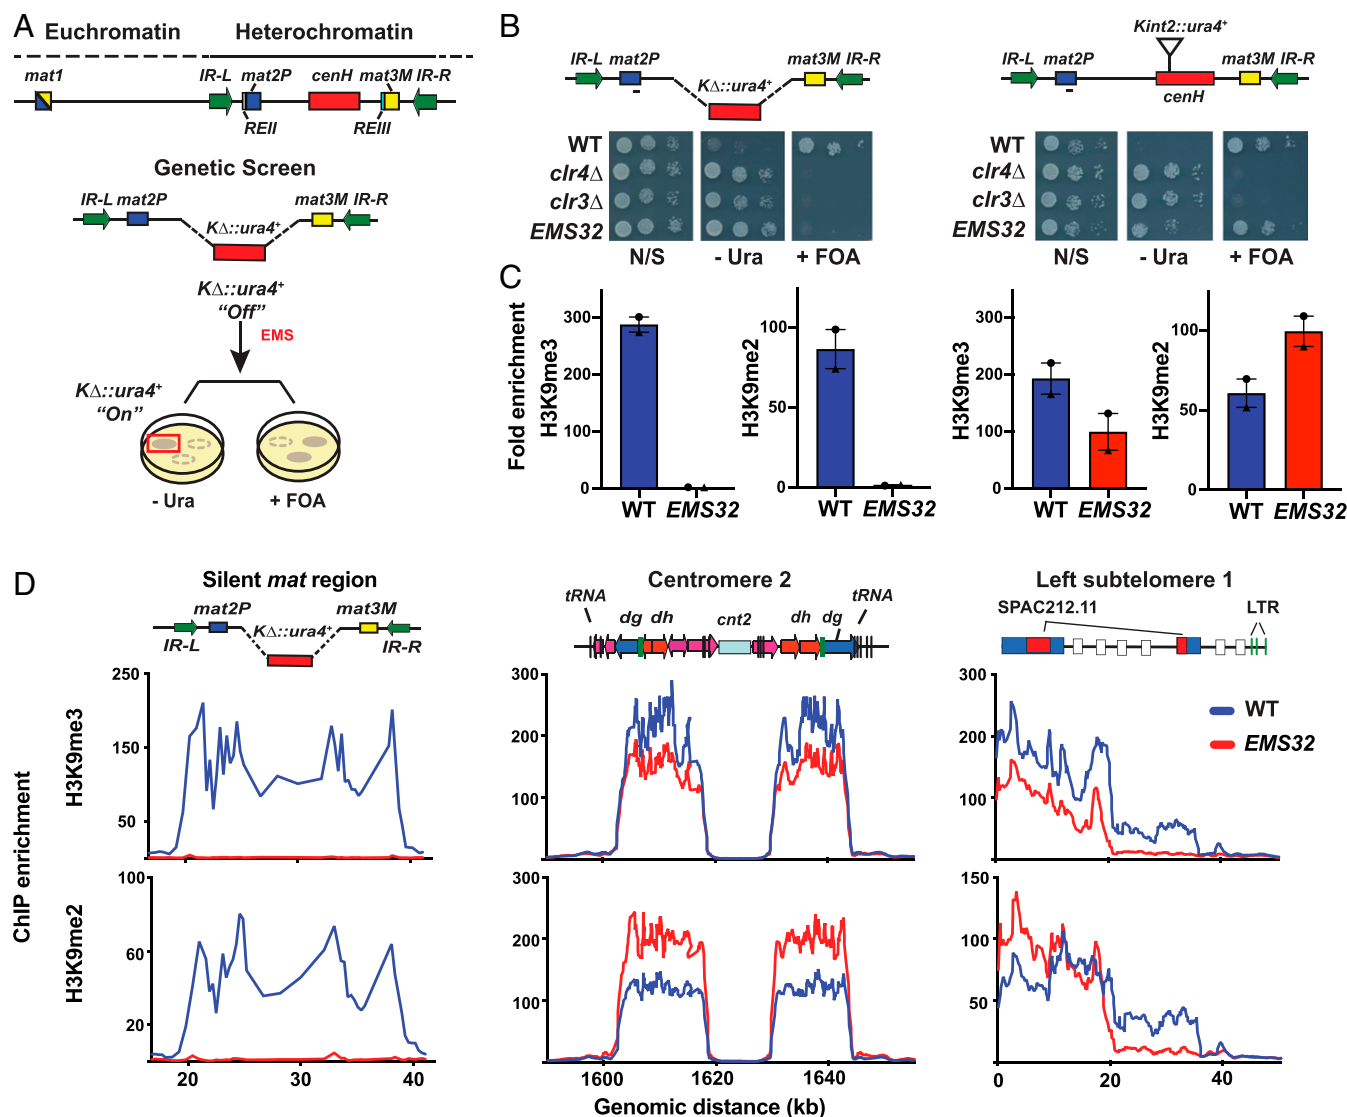 A
Euchromatin
Heterochromatin
mat1
IR-L
mat2P
cenH
mat3M
IR-R
REII
REIII
Genetic Screen
IR-L
mat2P
KΔ::ura4+
mat3M
IR-R
KΔ::ura4+
“Off”
EMS
KΔ::ura4+
“On”
- Ura
+ FOA
B
IR-L
mat2P
KΔ::ura4+
mat3M
IR-R
Kint2::ura4+
IR-L
mat2P
cenH
mat3M
IR-R
WT
clr4Δ
clr3Δ
EMS32
N/S
- Ura
+ FOA
WT
clr4Δ
clr3Δ
EMS32
N/S
- Ura
+ FOA
C
Fold enrichment
H3K9me3
300
200
100
0
WT
EMS32
H3K9me2
100
50
0
WT
EMS32
H3K9me3
300
200
100
0
WT
EMS32
H3K9me2
100
50
0
WT
EMS32
D
Silent mat region
mat2P
KΔ::ura4+
mat3M
IR-L
IR-R
Centromere 2
tRNA
dg
dh
cnt2
dh
dg
tRNA
Left subtelomere 1
SPAC212.11
LTR
ChIP enrichment
H3K9me3
250
150
50
300
200
100
300
200
100
WT
EMS32
H3K9me2
100
60
20
20
30
40
300
200
100
1600
1620
1640
150
100
50
0
20
40
Genomic distance (kb)